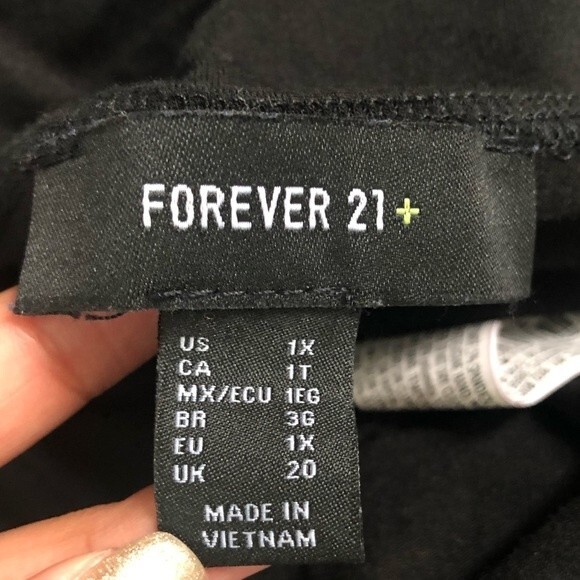 FOREVER 21+
US 1X
CA 1T
MX/ECU 1EG
BR 3G
EU 1X
UK 20
MADE IN
VIETNAM